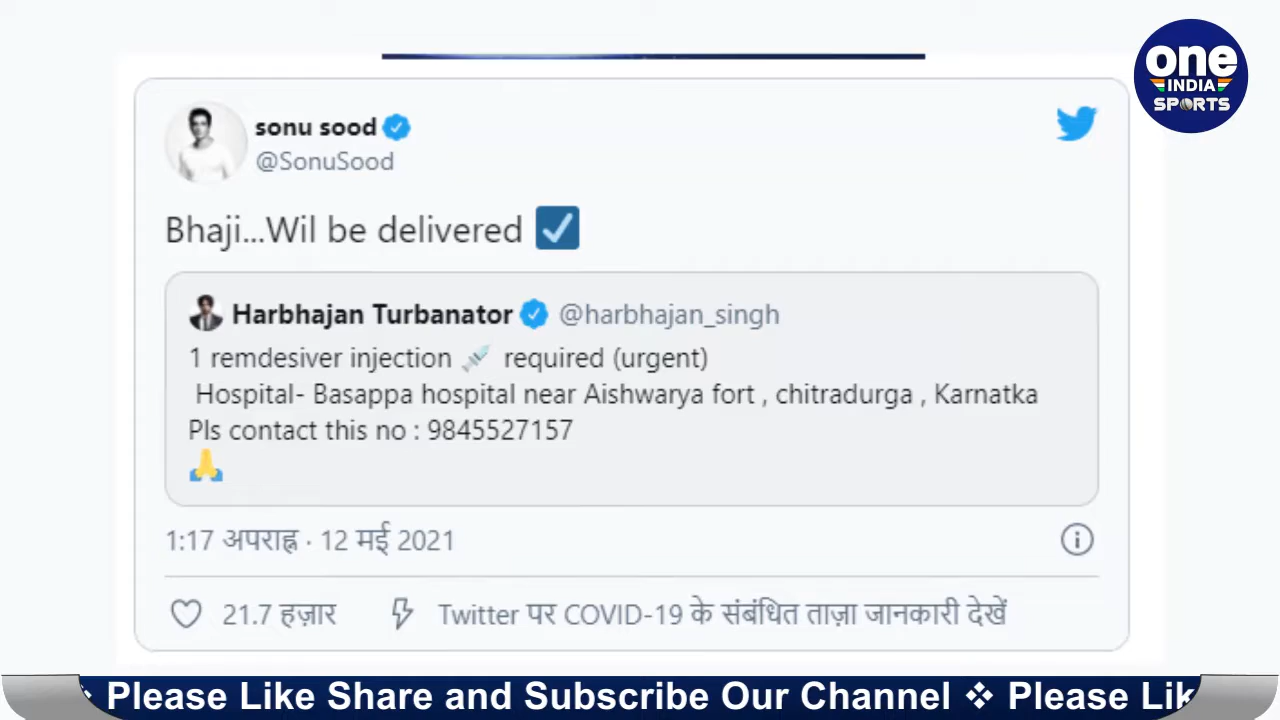 one
INDIA
SPORTS
sonu sood
@SonuSood
Bhaji...Wil be delivered ☑
Harbhajan Turbanator @harbhajan_singh
1 remdesiver injection 💉 required (urgent)
Hospital- Basappa hospital near Aishwarya fort , chitradurga , Karnatka
Pls contact this no : 9845527157
🙏
1:17 अपराह्न · 12 मई 2021
21.7 हज़ार Twitter पर COVID-19 के संबंधित ताज़ा जानकारी देखें
❖ Please Like Share and Subscribe Our Channel ❖ Please Lik